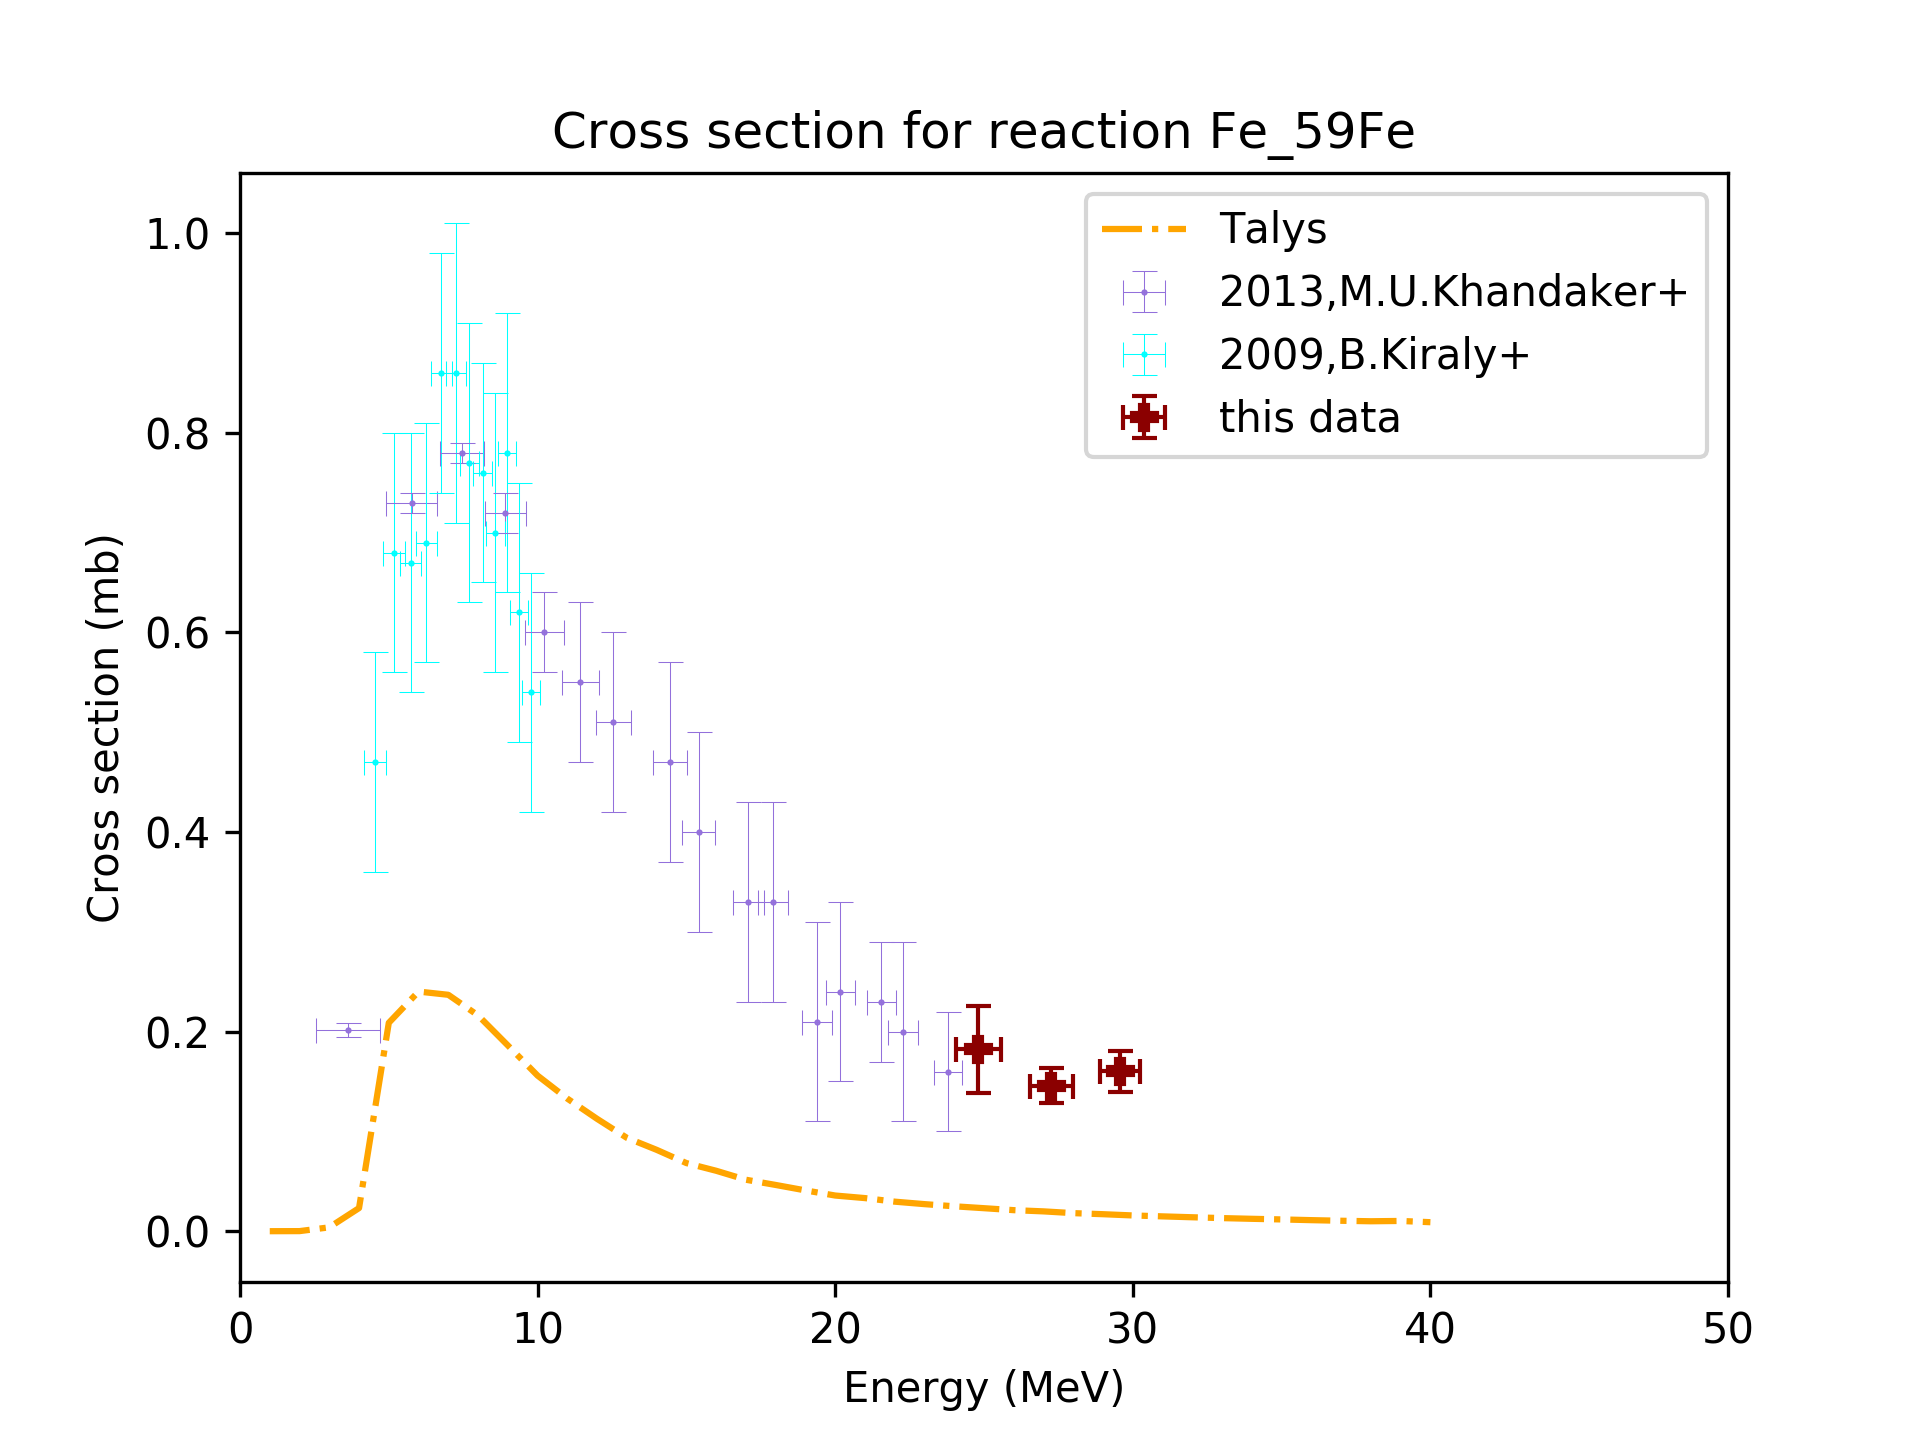 Cross section for reaction Fe_59Fe
Talys
2013,M.U.Khandaker+
2009,B.Kiraly+
this data
Cross section (mb)
1.0
0.8
0.6
0.4
0.2
0.0
0 10 20 30 40 50
Energy (MeV)